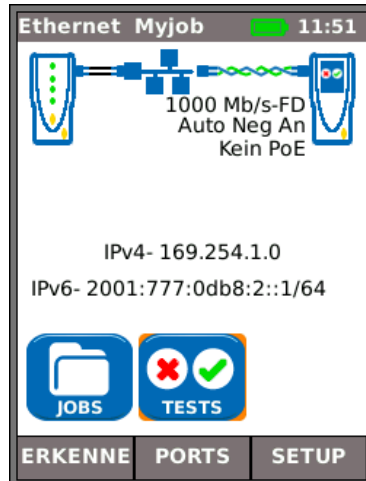 Ethernet Myjob 11:51
1000 Mb/s-FD
Auto Neg An
Kein PoE
IPv4- 169.254.1.0
IPv6- 2001:777:0db8:2::1/64
JOBS TESTS
ERKENNE PORTS SETUP